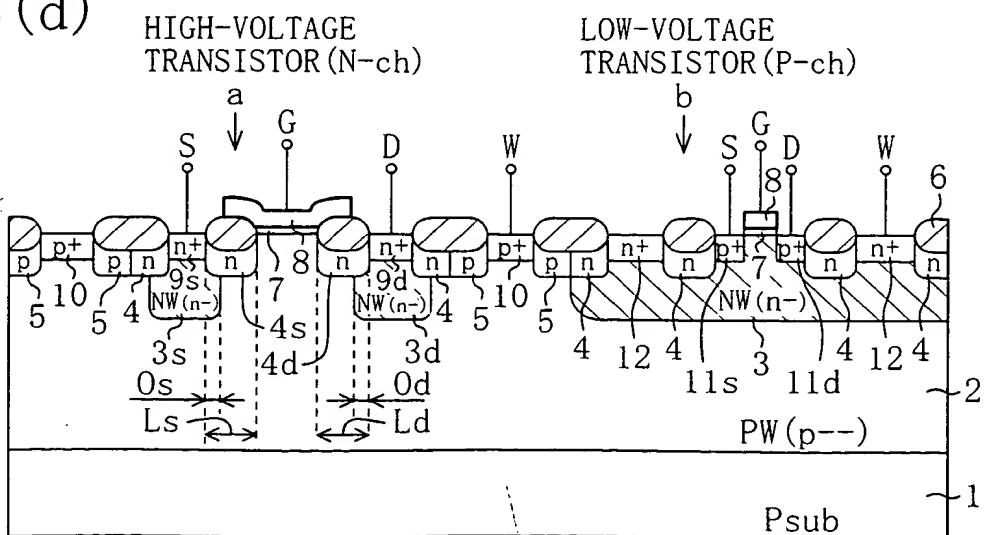 (d)
HIGH-VOLTAGE TRANSISTOR(N-ch)
a
LOW-VOLTAGE TRANSISTOR(P-ch)
b
S G D W S G D W
8 6
p p+ p n n+ n 7 8 n n+ n p p+ p n n+ n p+ 7 p+ n n+ n
5 10 5 4 9s 4s 4d 9d 4 5 10 5 4 12 4 11s 3 11d 4 12 4
NW(n-) NW(n-) NW(n-)
3s 3d
Os Od
Ls Ld
2
PW(p--)
1
Psub